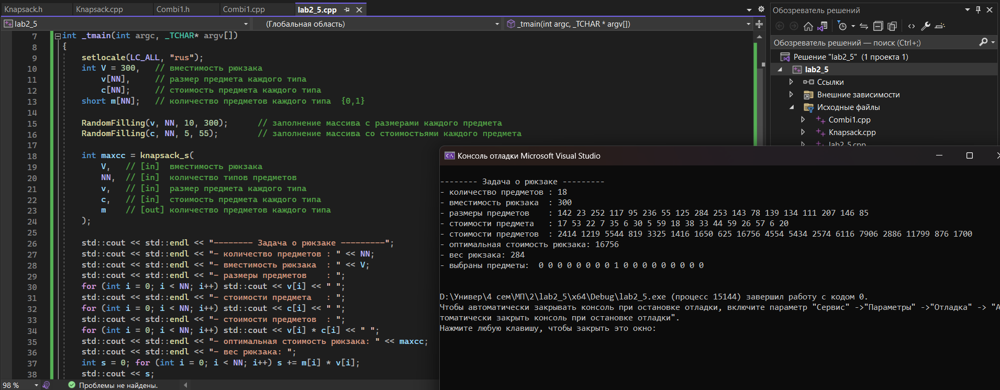 Knapsack.h Knapsack.cpp Combi1.h Combi1.cpp lab2_5.cpp
lab2_5 (Глобальная область) _tmain(int argc, _TCHAR * argv[])
7 int _tmain(int argc, _TCHAR* argv[])
8 {
9 setlocale(LC_ALL, "rus");
10 int V = 300, // вместимость рюкзака
11 v[NN], // размер предмета каждого типа
12 c[NN]; // стоимость предмета каждого типа
13 short m[NN]; // количество предметов каждого типа {0,1}
14
15 RandomFilling(v, NN, 10, 300); // заполнение массива с размерами каждого предмета
16 RandomFilling(c, NN, 5, 55); // заполнение массива со стоимостьями каждого предмета
17
18 int maxcc = knapsack_s(
19 V, // [in] вместимость рюкзака
20 NN, // [in] количество типов предметов
21 v, // [in] размер предмета каждого типа
22 c, // [in] стоимость предмета каждого типа
23 m // [out] количество предметов каждого типа
24 );
25
26 std::cout << std::endl << "-------- Задача о рюкзаке ---------";
27 std::cout << std::endl << "- количество предметов : " << NN;
28 std::cout << std::endl << "- вместимость рюкзака  : " << V;
29 std::cout << std::endl << "- размеры предметов    : ";
30 for (int i = 0; i < NN; i++) std::cout << v[i] << " ";
31 std::cout << std::endl << "- стоимости предмета   : ";
32 for (int i = 0; i < NN; i++) std::cout << c[i] << " ";
33 std::cout << std::endl << "- стоимости предметов  : ";
34 for (int i = 0; i < NN; i++) std::cout << v[i] * c[i] << " ";
35 std::cout << std::endl << "- оптимальная стоимость рюкзака: " << maxcc;
36 std::cout << std::endl << "- вес рюкзака: ";
37 int s = 0; for (int i = 0; i < NN; i++) s += m[i] * v[i];
38 std::cout << s;
98 % Проблемы не найдены.
Обозреватель решений
Обозреватель решений — поиск (Ctrl+;)
Решение "lab2_5" (1 проекта 1)
lab2_5
Ссылки
Внешние зависимости
Исходные файлы
Combi1.cpp
Knapsack.cpp
lab2_5.cpp
Консоль отладки Microsoft Visual Studio
-------- Задача о рюкзаке ---------
- количество предметов : 18
- вместимость рюкзака  : 300
- размеры предметов    : 142 23 252 117 95 236 55 125 284 253 143 78 139 134 111 207 146 85
- стоимости предмета   : 17 53 22 7 35 6 30 5 59 18 38 33 44 59 26 57 6 20
- стоимости предметов  : 2414 1219 5544 819 3325 1416 1650 625 16756 4554 5434 2574 6116 7906 2886 11799 876 1700
- оптимальная стоимость рюкзака: 16756
- вес рюкзака: 284
- выбраны предметы:  0 0 0 0 0 0 0 0 1 0 0 0 0 0 0 0 0 0
D:\Универ\4 сем\МП\2\lab2_5\x64\Debug\lab2_5.exe (процесс 15144) завершил работу с кодом 0.
Чтобы автоматически закрывать консоль при остановке отладки, включите параметр "Сервис" ->"Параметры" ->"Отладка" -> "А
томатически закрыть консоль при остановке отладки".
Нажмите любую клавишу, чтобы закрыть это окно: